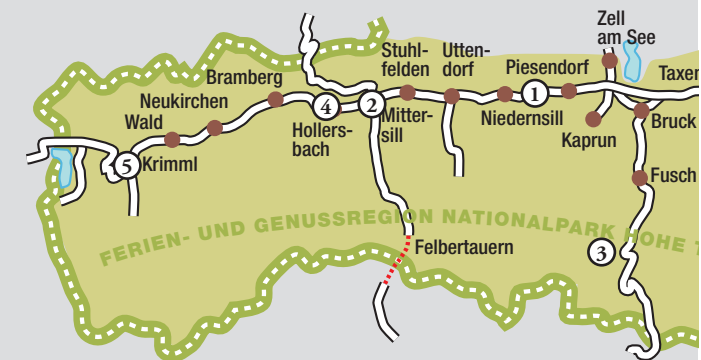 Zell
am See
Stuhl-
felden
Uttен-
dorf
Piesendorf
Taxen
Bramberg
Neukirchen
Wald
4
2
1
Hollers-
bach
Mitter-
sill
Niedernsill
Bruck
Kaprun
5
Krimml
Fusch
FERIEN- UND GENUSSREGION NATIONALPARK HOHE T
Felbertauern
3